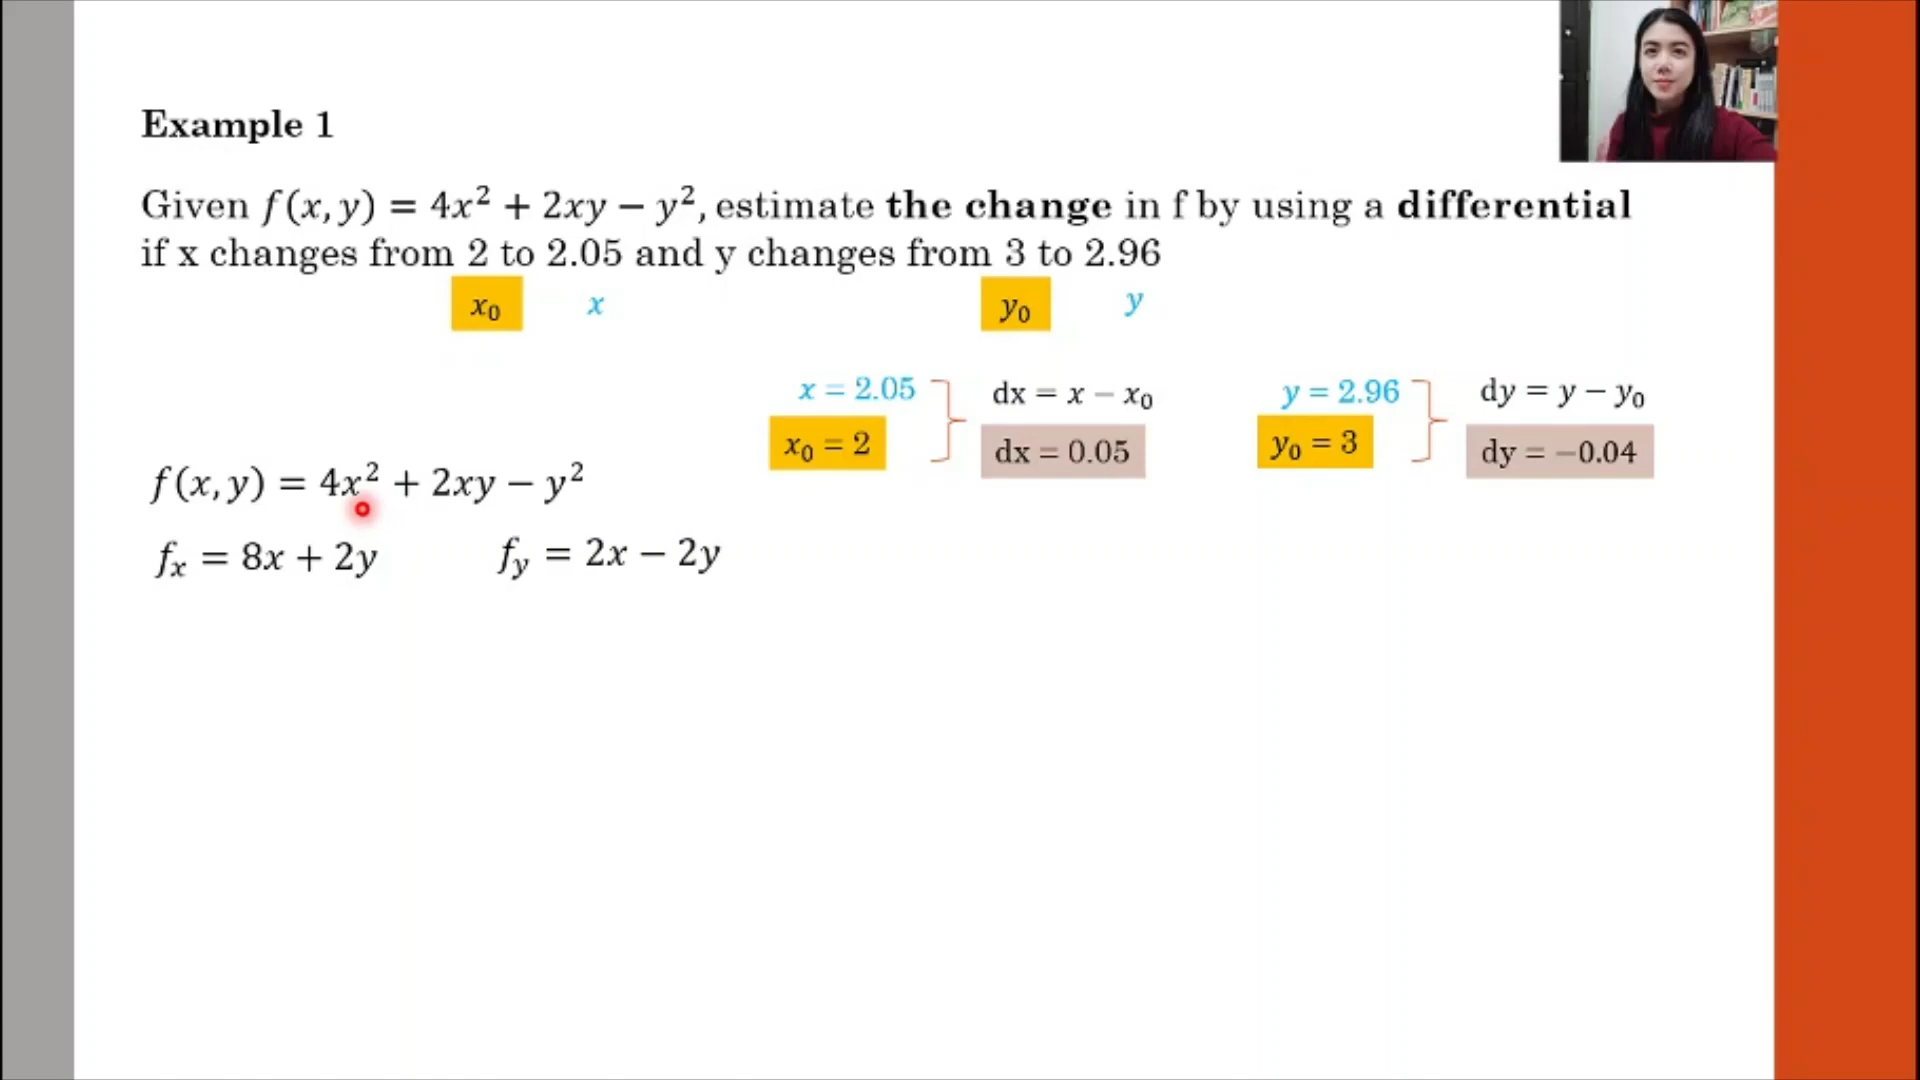 Example 1
Given f(x, y) = 4x² + 2xy − y², estimate the change in f by using a differential
if x changes from 2 to 2.05 and y changes from 3 to 2.96
x₀ x y₀ y
x = 2.05 dx = x − x₀ y = 2.96 dy = y − y₀
x₀ = 2 dx = 0.05 y₀ = 3 dy = −0.04
f(x, y) = 4x² + 2xy − y²
fₓ = 8x + 2y f_y = 2x − 2y